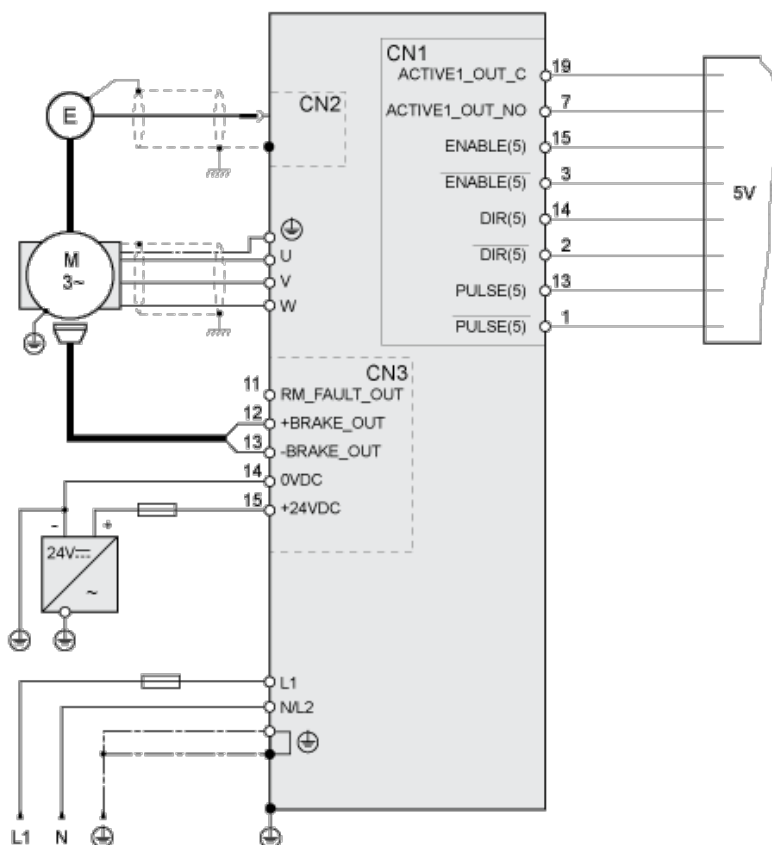 CN1
ACTIVE1_OUT_C 19
ACTIVE1_OUT_NO 7
ENABLE(5) 15
ENABLE(5) 3
DIR(5) 14
DIR(5) 2
PULSE(5) 13
PULSE(5) 1
5V
E
CN2
M
3~
U
V
W
CN3
11 RM_FAULT_OUT
12 +BRAKE_OUT
13 -BRAKE_OUT
14 0VDC
15 +24VDC
- +
24V
~
L1
N/L2
L1 N